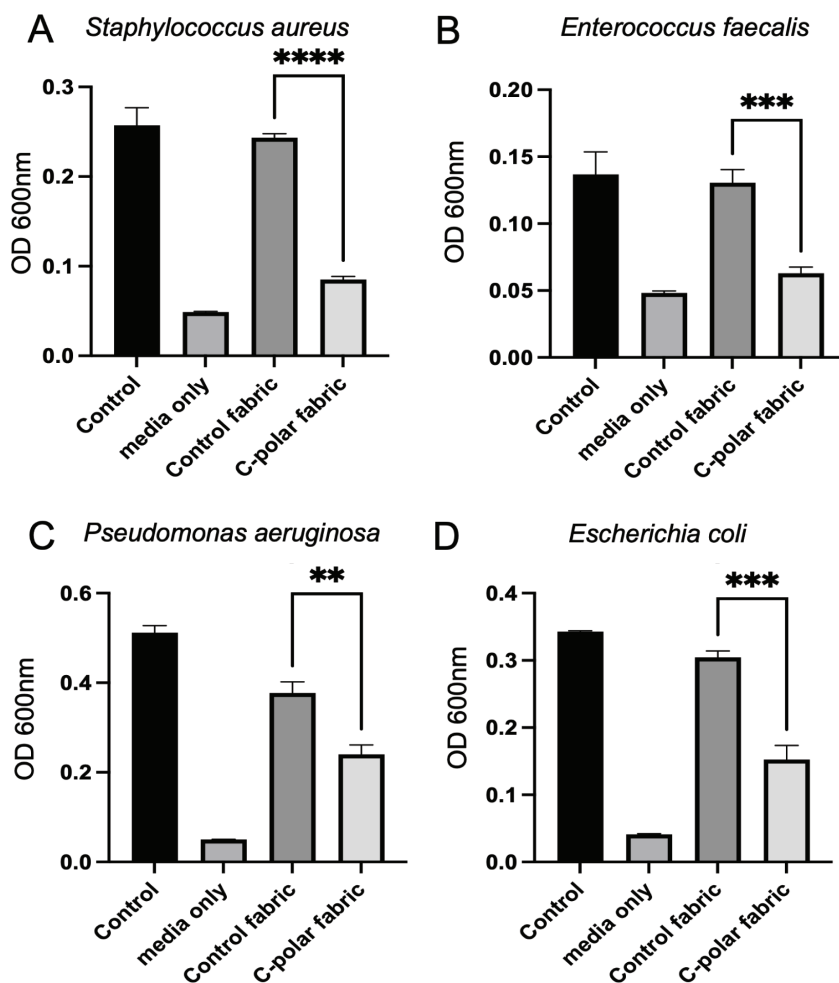 A
Staphylococcus aureus
****
OD 600nm
0.3
0.2
0.1
0.0
Control
media only
Control fabric
C-polar fabric
B
Enterococcus faecalis
***
OD 600nm
0.20
0.15
0.10
0.05
0.00
Control
media only
Control fabric
C-polar fabric
C
Pseudomonas aeruginosa
**
OD 600nm
0.6
0.4
0.2
0.0
Control
media only
Control fabric
C-polar fabric
D
Escherichia coli
***
OD 600nm
0.4
0.3
0.2
0.1
0.0
Control
media only
Control fabric
C-polar fabric